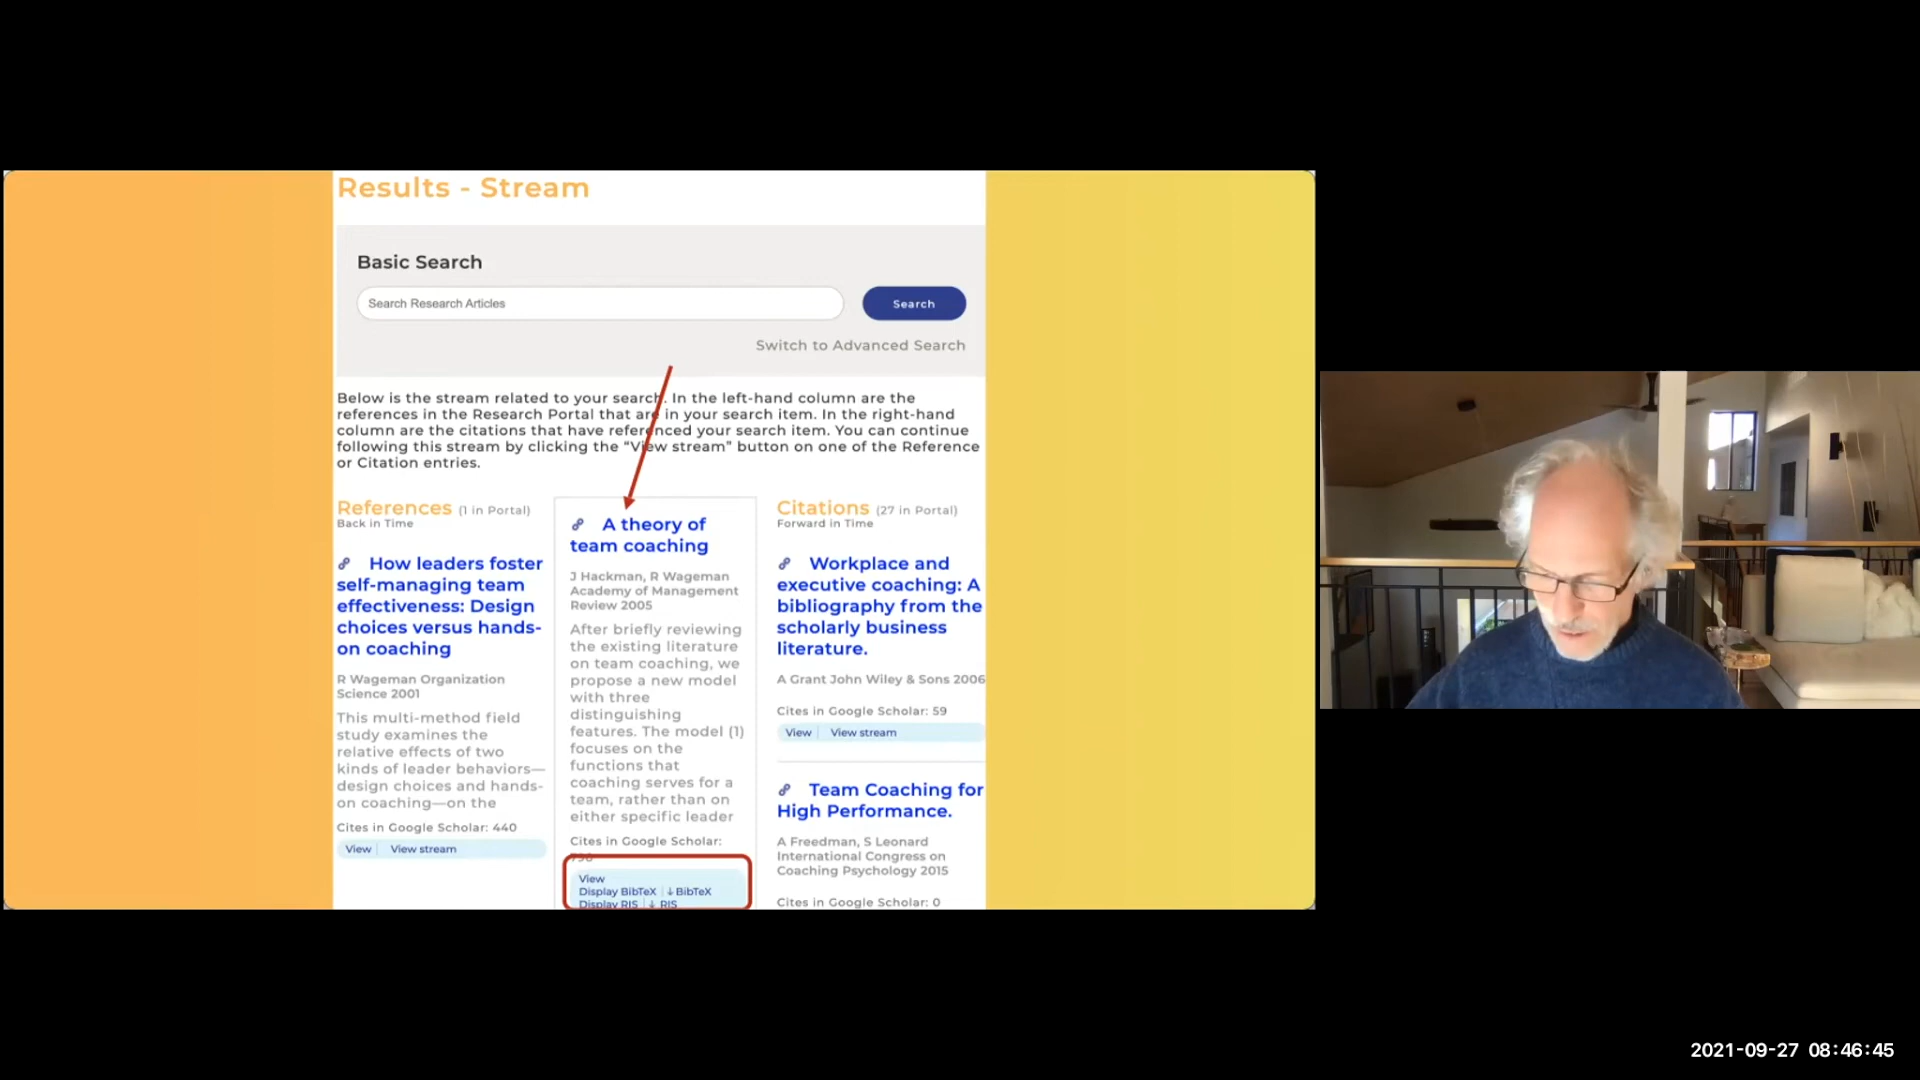 Results - Stream
Basic Search
Search Research Articles
Search
Switch to Advanced Search
Below is the stream related to your search. In the left-hand column are the
references in the Research Portal that are in your search item. In the right-hand
column are the citations that have referenced your search item. You can continue
following this stream by clicking the “View stream” button on one of the Reference
or Citation entries.
References (1 in Portal)
Back in Time
How leaders foster
self-managing team
effectiveness: Design
choices versus hands-
on coaching
R Wageman Organization
Science 2001
This multi-method field
study examines the
relative effects of two
kinds of leader behaviors—
design choices and hands-
on coaching—on the
Cites in Google Scholar: 440
View
View stream
A theory of
team coaching
J Hackman, R Wageman
Academy of Management
Review 2005
After briefly reviewing
the existing literature
on team coaching, we
propose a new model
with three
distinguishing
features. The model (1)
focuses on the
functions that
coaching serves for a
team, rather than on
either specific leader
Cites in Google Scholar:
View
Display BibTeX ↓ BibTeX
Display RIS ↓ RIS
Citations (27 in Portal)
Forward in Time
Workplace and
executive coaching: A
bibliography from the
scholarly business
literature.
A Grant John Wiley & Sons 2006
Cites in Google Scholar: 59
View
View stream
Team Coaching for
High Performance.
A Freedman, S Leonard
International Congress on
Coaching Psychology 2015
Cites in Google Scholar: 0
2021-09-27 08:46:45